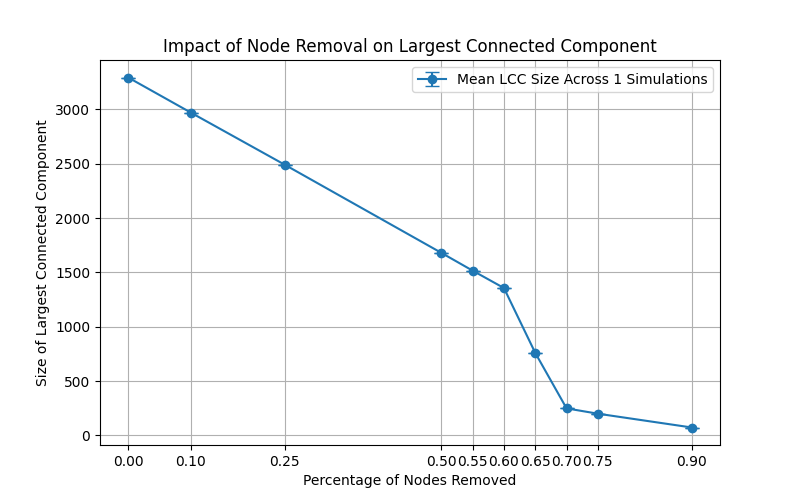 Impact of Node Removal on Largest Connected Component
Mean LCC Size Across 1 Simulations
Size of Largest Connected Component
3000
2500
2000
1500
1000
500
0
0.00 0.10 0.25 0.50 0.55 0.60 0.65 0.70 0.75 0.90
Percentage of Nodes Removed